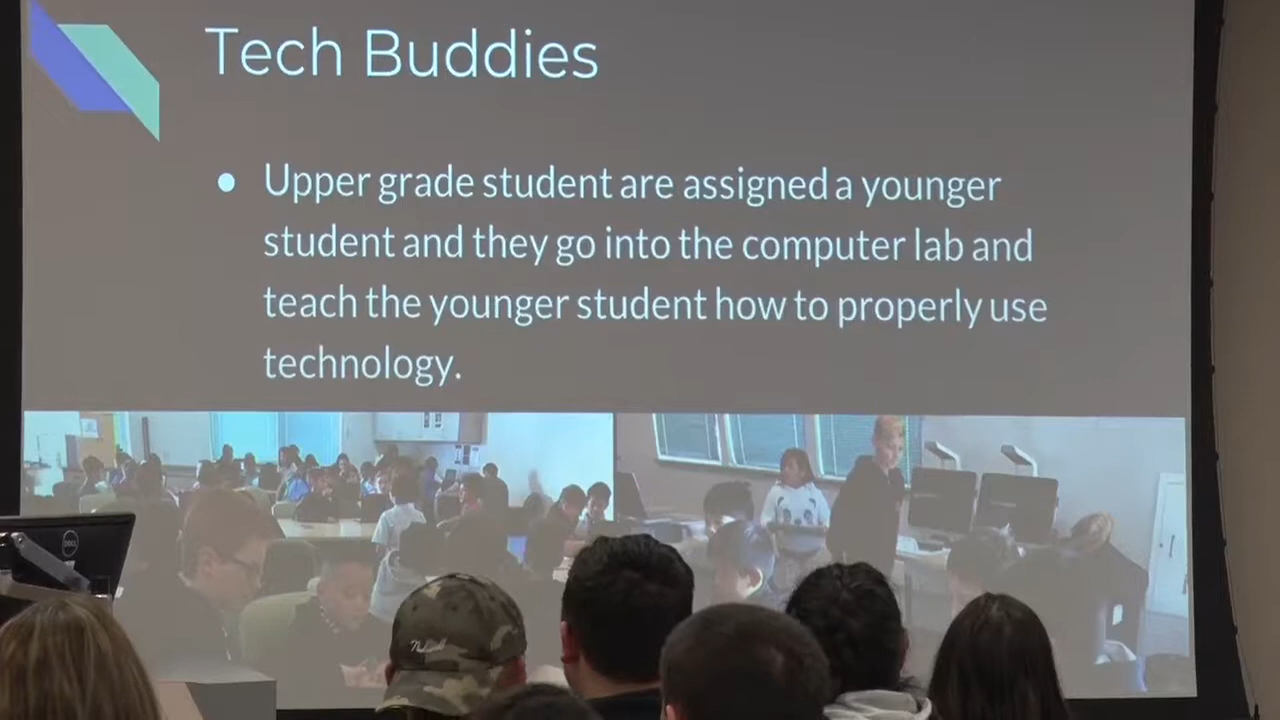 Tech Buddies
● Upper grade student are assigned a younger
student and they go into the computer lab and
teach the younger student how to properly use
technology.
DELL